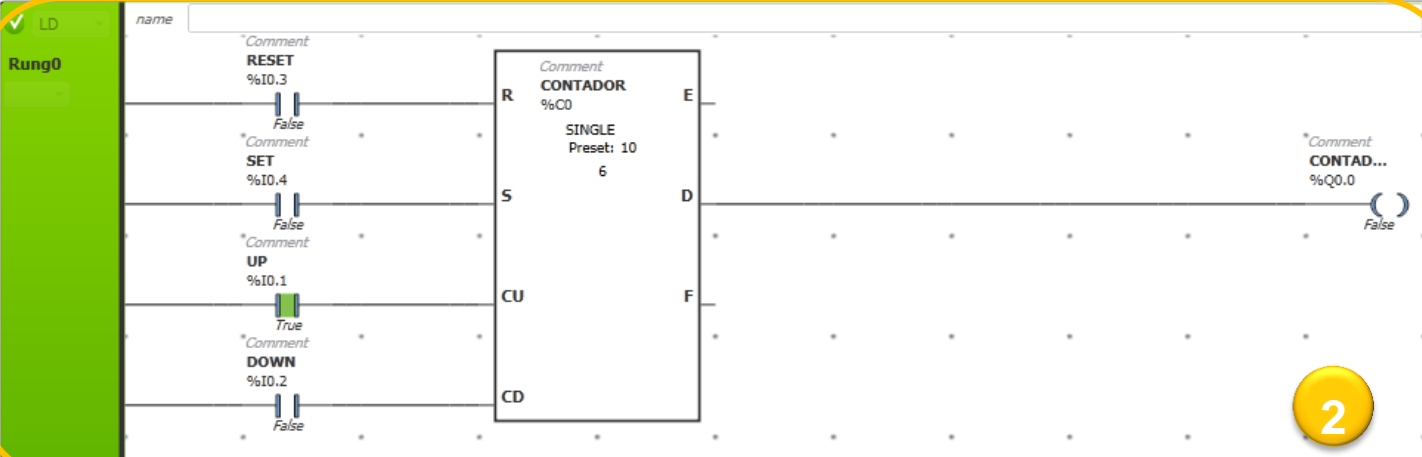 LD
name
Rung0
Comment
RESET
%I0.3
False
Comment
SET
%I0.4
False
Comment
UP
%I0.1
True
Comment
DOWN
%I0.2
False
Comment
CONTADOR
%C0
SINGLE
Preset: 10
6
R E
S D
CU F
CD
Comment
CONTAD...
%Q0.0
False
2